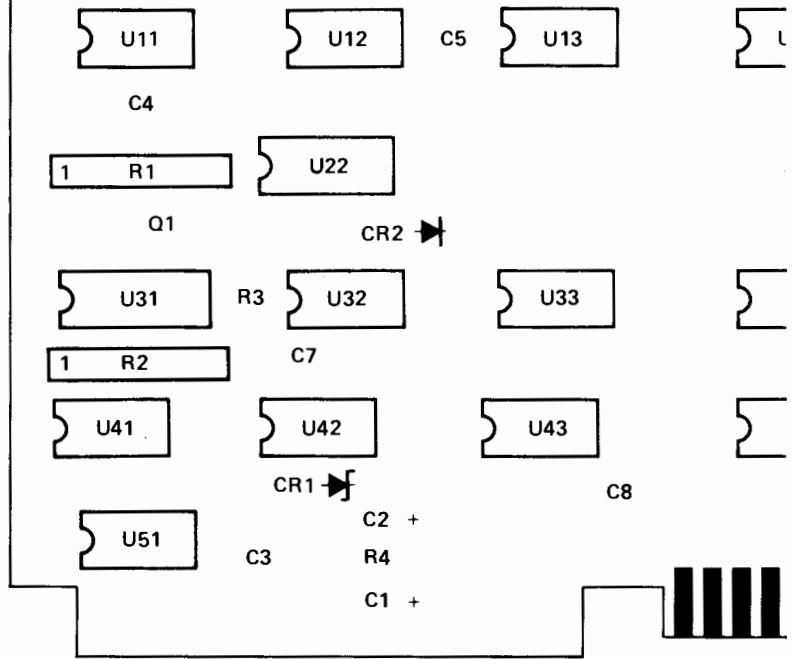 U11 U12 C5 U13
C4
1 R1 U22
Q1
CR2
U31 R3 U32 U33
1 R2 C7
U41 U42 U43
CR1 C8
C2 +
U51 C3 R4
C1 +